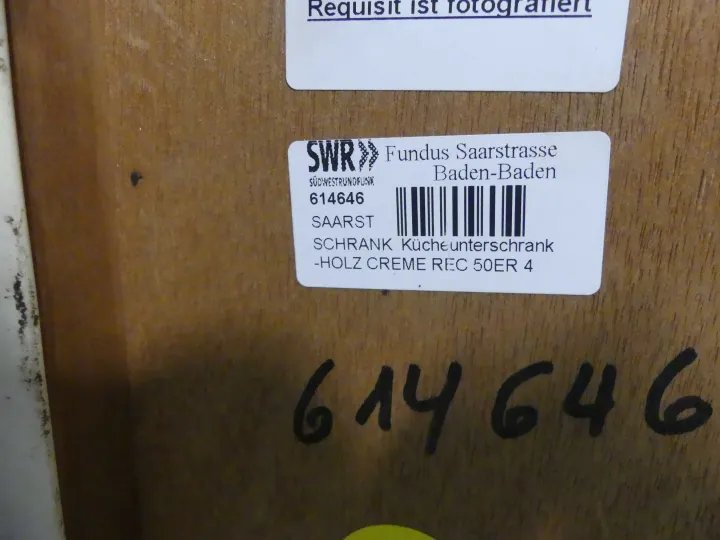 Requisit ist fotografiert
SWR Fundus Saarstrasse
SÜDWESTRUNDFUNK Baden-Baden
614646
SAARST
SCHRANK Kücheunterschrank
-HOLZ CREME REC 50ER 4
614646